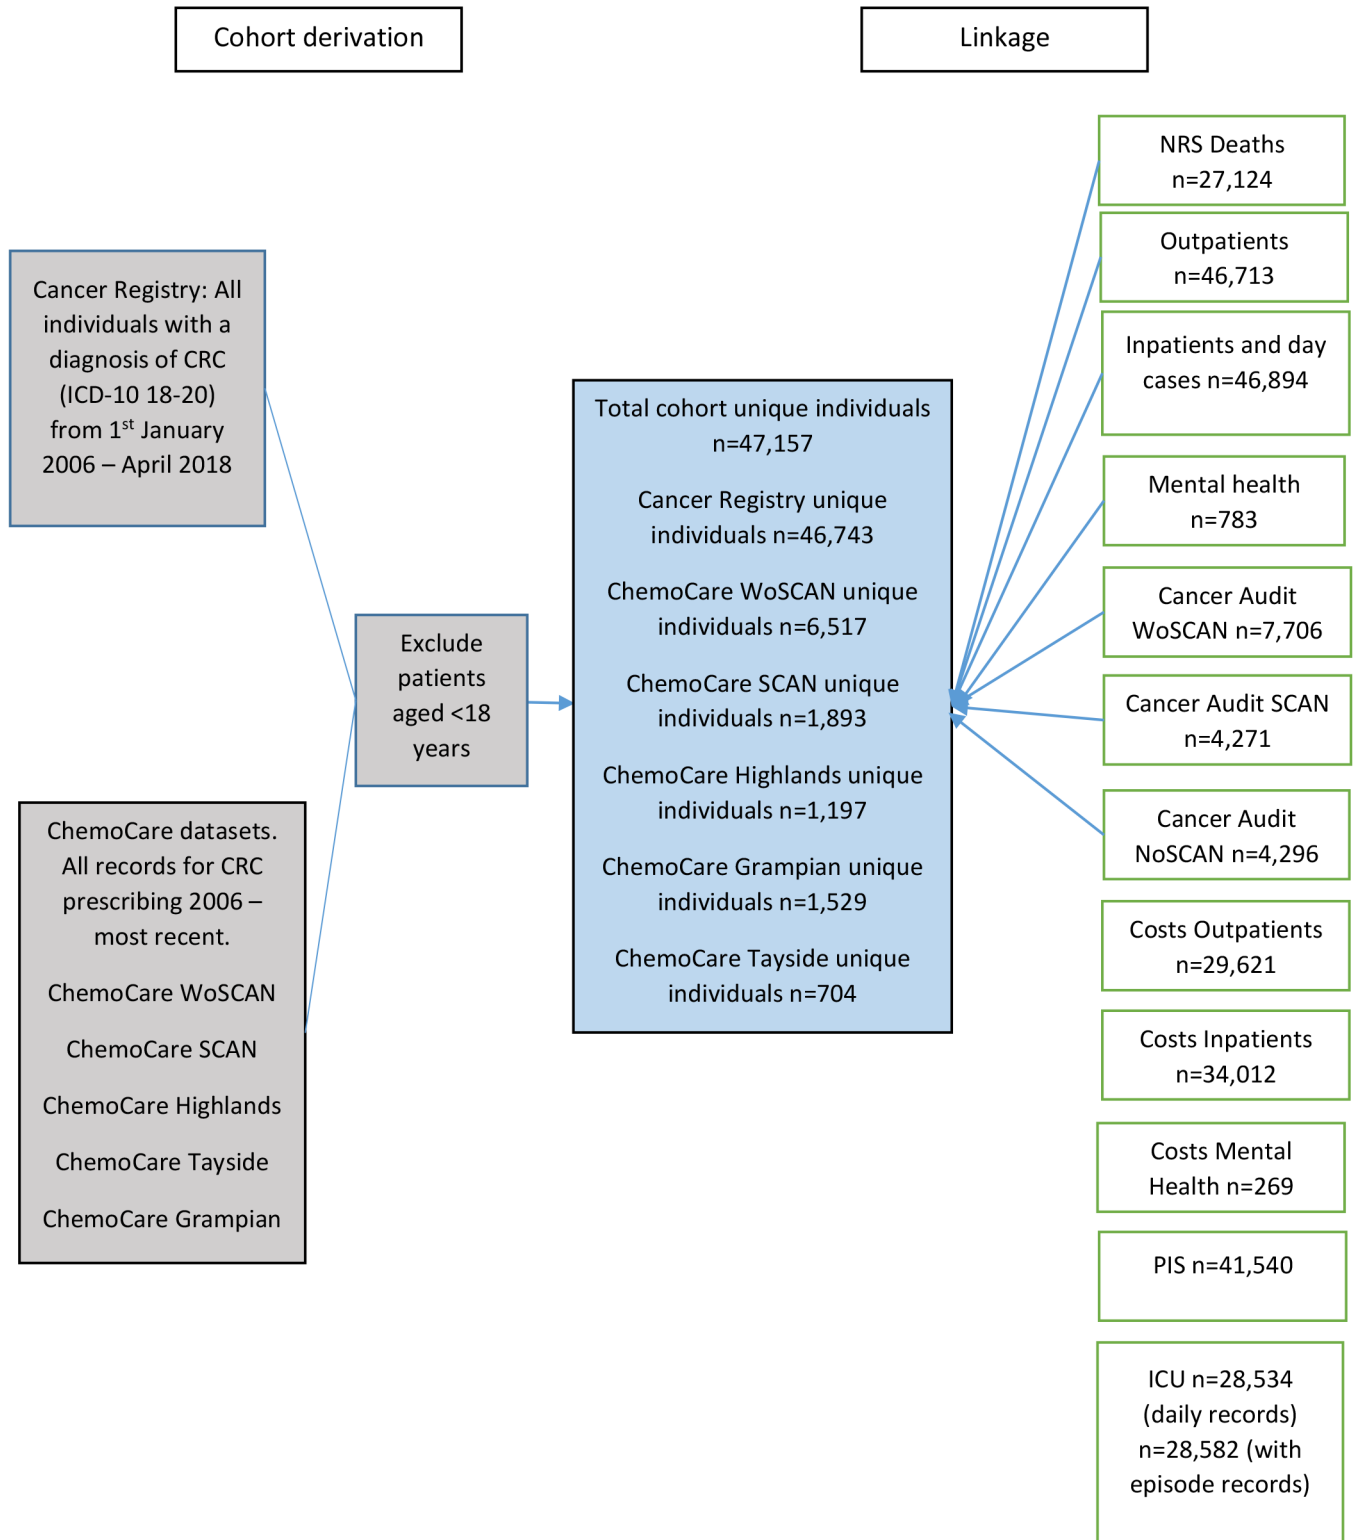 Cohort derivation
Linkage
Cancer Registry: All
individuals with a
diagnosis of CRC
(ICD-10 18-20)
from 1st January
2006 – April 2018
ChemoCare datasets.
All records for CRC
prescribing 2006 –
most recent.
ChemoCare WoSCAN
ChemoCare SCAN
ChemoCare Highlands
ChemoCare Tayside
ChemoCare Grampian
Exclude
patients
aged <18
years
Total cohort unique individuals
n=47,157
Cancer Registry unique
individuals n=46,743
ChemoCare WoSCAN unique
individuals n=6,517
ChemoCare SCAN unique
individuals n=1,893
ChemoCare Highlands unique
individuals n=1,197
ChemoCare Grampian unique
individuals n=1,529
ChemoCare Tayside unique
individuals n=704
NRS Deaths
n=27,124
Outpatients
n=46,713
Inpatients and day
cases n=46,894
Mental health
n=783
Cancer Audit
WoSCAN n=7,706
Cancer Audit SCAN
n=4,271
Cancer Audit
NoSCAN n=4,296
Costs Outpatients
n=29,621
Costs Inpatients
n=34,012
Costs Mental
Health n=269
PIS n=41,540
ICU n=28,534
(daily records)
n=28,582 (with
episode records)